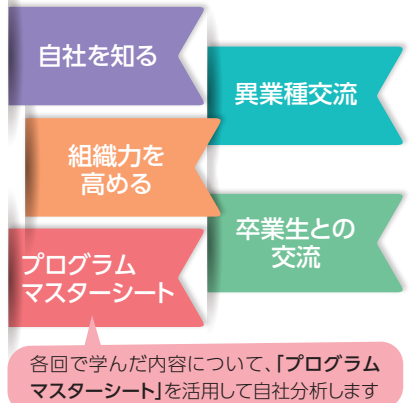 自社を知る
異業種交流
組織力を
高める
卒業生との
交流
プログラム
マスターシート
各回で学んだ内容について、「プログラム
マスターシート」を活用して自社分析します